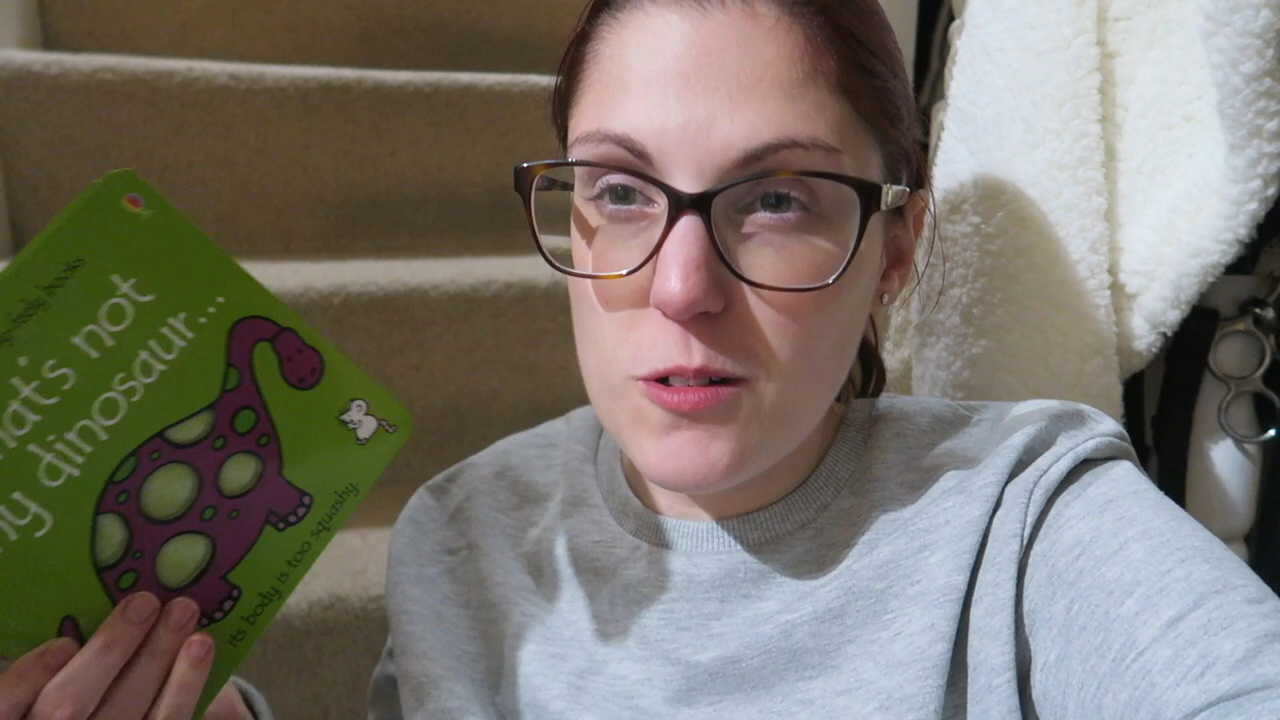 hat's not
y dinosaur...
its body is too squashy.